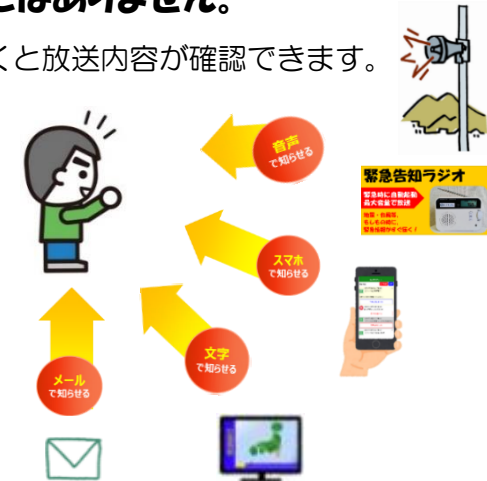 はありません。
くと放送内容が確認できます。
音声
で知らせる
緊急告知ラジオ
緊急時に自動起動
最大音量で放送
スマホ
で知らせる
文字
で知らせる
メール
で知らせる